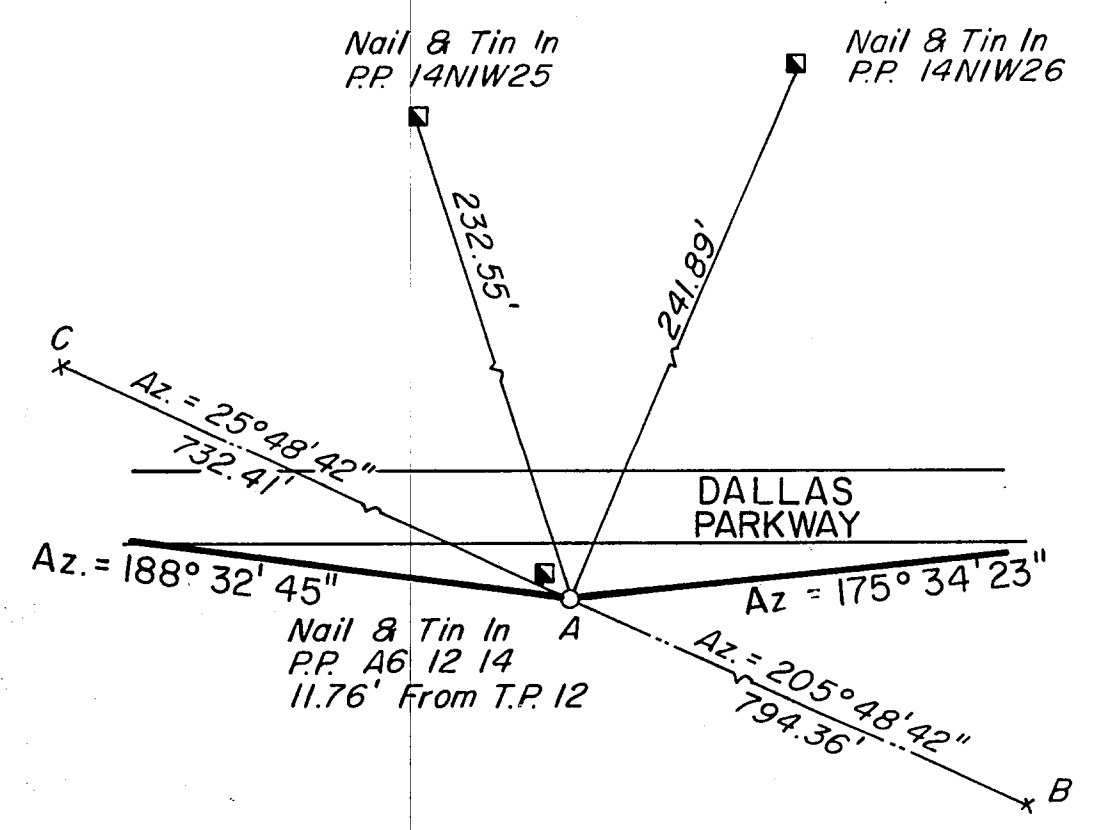 Nail & Tin In
P.P. 14N1W25
Nail & Tin In
P.P. 14N1W26
232.55'
241.89'
C
Az. = 25°48'42"
732.41'
DALLAS
PARKWAY
Az. = 188° 32' 45"
Az = 175° 34' 23"
A
Nail & Tin In
P.P. A6 12 14
11.76' From T.P. 12
Az. = 205°48'42"
794.36'
B